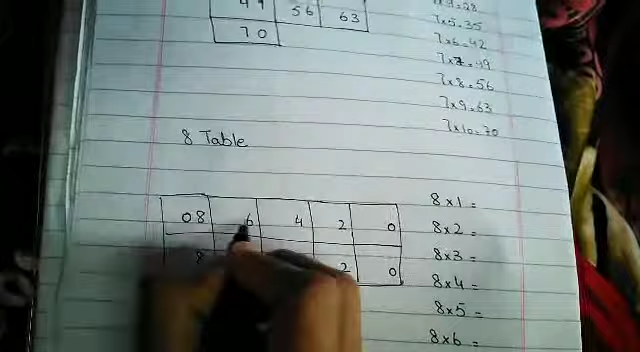 49 56 63
70
7x5=35
7x6=42
7x7=49
7x8=56
7x9=63
7x10=70
8 Table
08 6 4 2 0
8 2 0
8x1=
8x2=
8x3=
8x4=
8x5=
8x6=